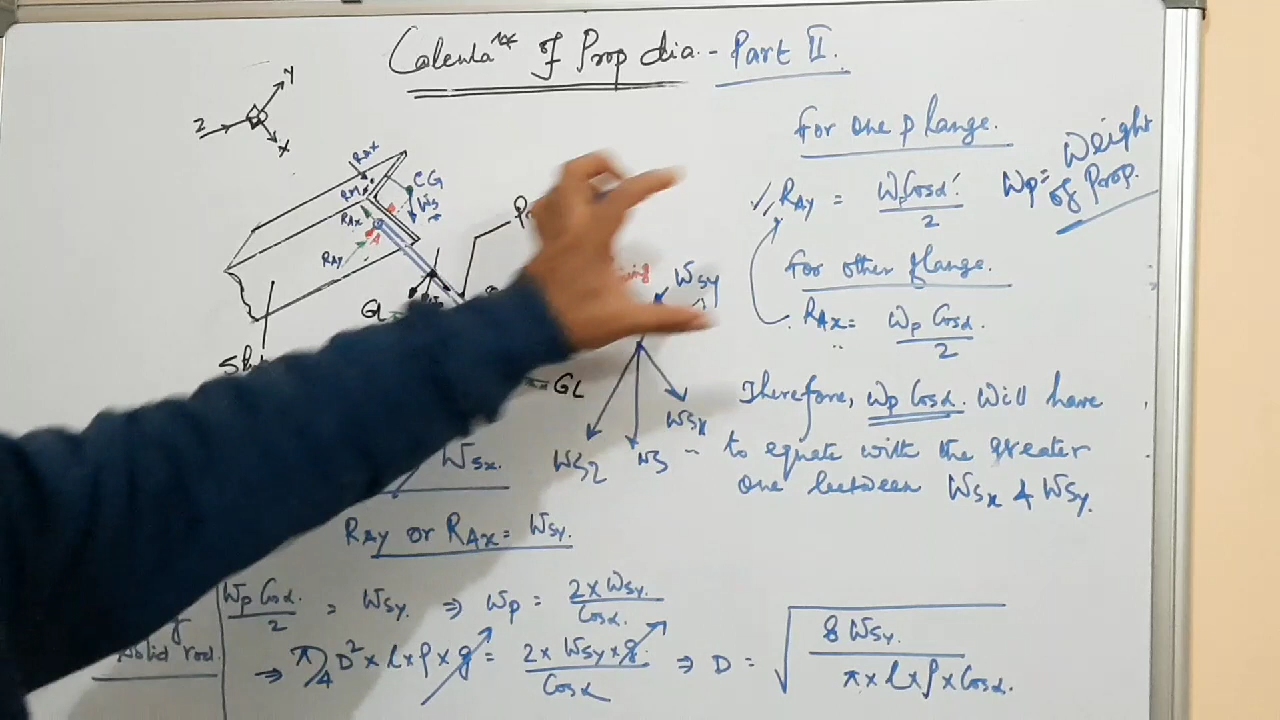 Calculaⁿ of Prop dia. - Part II.
Y
Z
X
RAX
CG
WS
RAX
RAY
A
GL
GL
WSY
WSX
WSZ
WS
For one flange.
RAY = WpCosα / 2
Wp = Weight of Prop.
For other flange.
RAX = Wp Cosα. / 2
Therefore, Wp Cosα. Will have
to equate with the greater
one between WSX & WSY.
WSX.
RAY or RAX = WSY.
Wp Cosα. / 2 = WSY. ⇒ Wp = 2 x WSY. / Cosα.
Solid rod.
⇒ π/4 D² x l x ρ x g = 2 x WSY x g. / Cosα ⇒ D = √ 8 WSY. / π x l x ρ x Cosα.